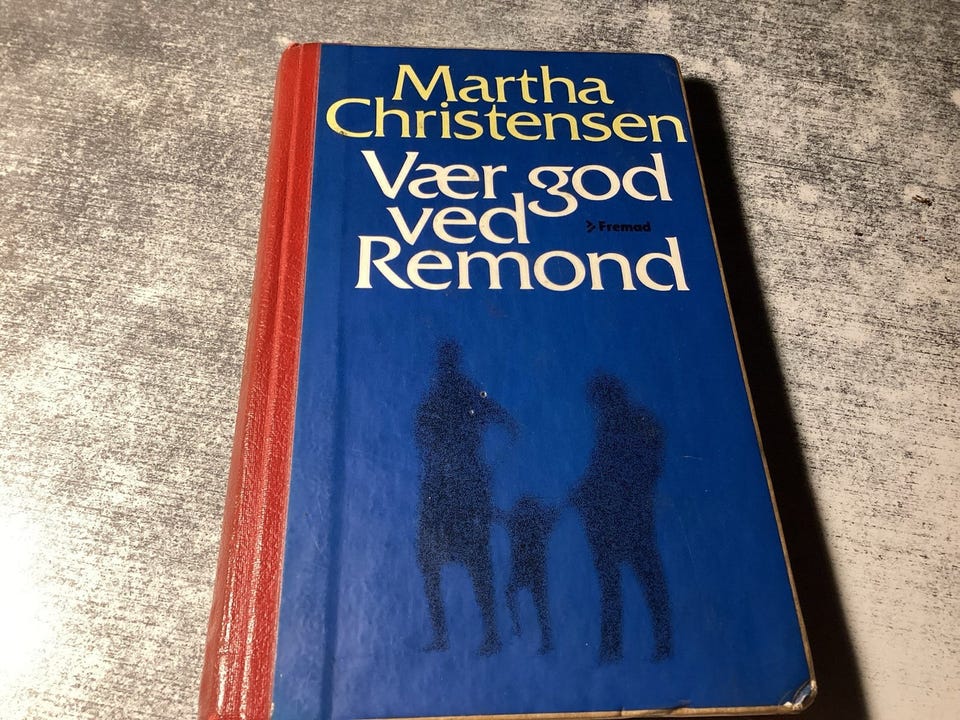 Martha
Christensen
Vær god
ved
Fremad
Remond